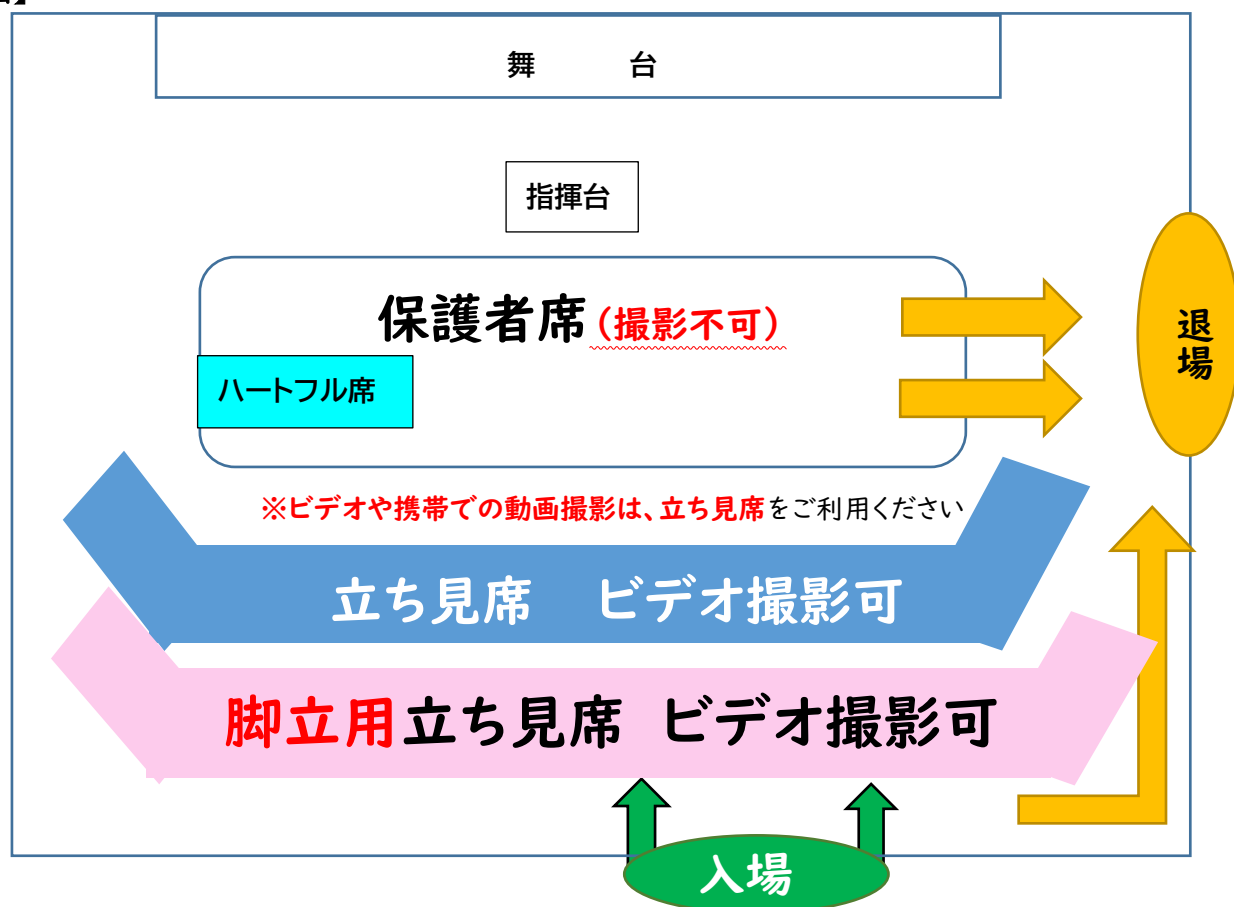 舞　台
指揮台
保護者席(撮影不可)
退場
ハートフル席
※ビデオや携帯での動画撮影は、立ち見席をご利用ください
立ち見席　ビデオ撮影可
脚立用立ち見席　ビデオ撮影可
入場